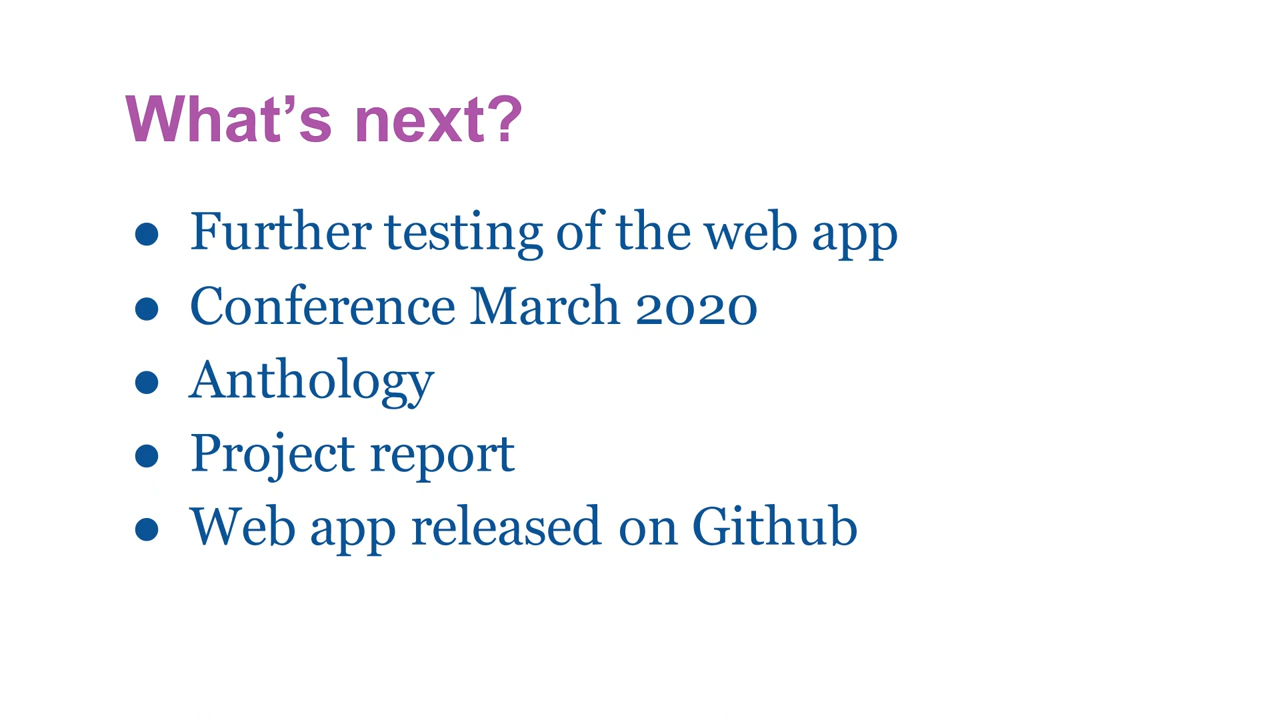 What’s next?
● Further testing of the web app
● Conference March 2020
● Anthology
● Project report
● Web app released on Github